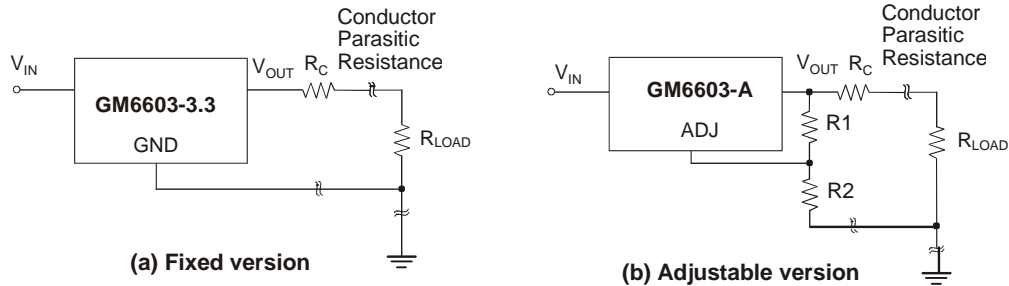 Conductor
Parasitic
Resistance
V_IN
V_OUT
R_C
GM6603-3.3
GND
R_LOAD
(a) Fixed version
Conductor
Parasitic
Resistance
V_IN
V_OUT
R_C
GM6603-A
ADJ
R1
R2
R_LOAD
(b) Adjustable version